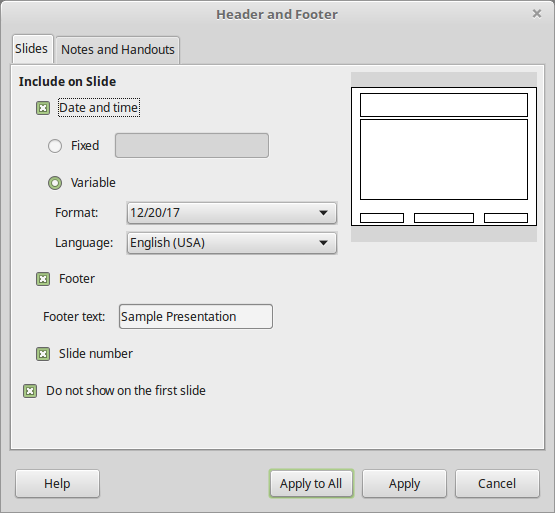 Header and Footer
Slides
Notes and Handouts
Include on Slide
Date and time
Fixed
Variable
Format: 12/20/17
Language: English (USA)
Footer
Footer text: Sample Presentation
Slide number
Do not show on the first slide
Help Apply to All Apply Cancel